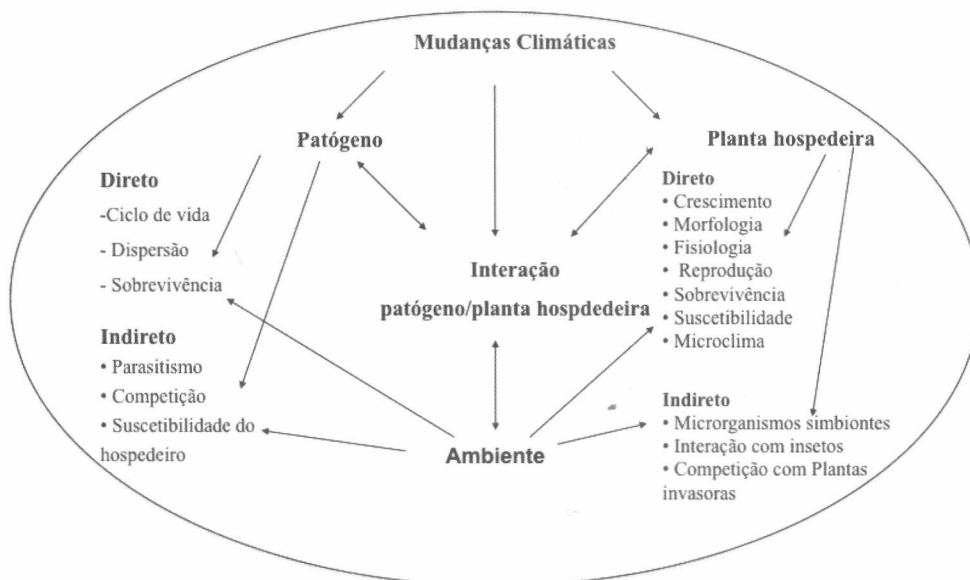 Mudanças Climáticas
Patógeno
Planta hospedeira
Direto
-Ciclo de vida
- Dispersão
- Sobrevivência
Indireto
• Parasitismo
• Competição
• Suscetibilidade do
hospedeiro
Interação
patógeno/planta hospdedeira
Ambiente
Direto
• Crescimento
• Morfologia
• Fisiologia
• Reprodução
• Sobrevivência
• Suscetibilidade
• Microclima
Indireto
• Microrganismos simbiontes
• Interação com insetos
• Competição com Plantas
invasoras